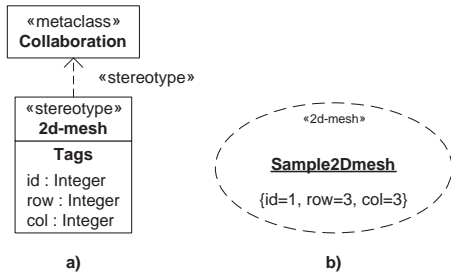 «metaclass»
Collaboration
«stereotype»
«stereotype»
2d-mesh
Tags
id : Integer
row : Integer
col : Integer
a)
«2d-mesh»
Sample2Dmesh
{id=1, row=3, col=3}
b)